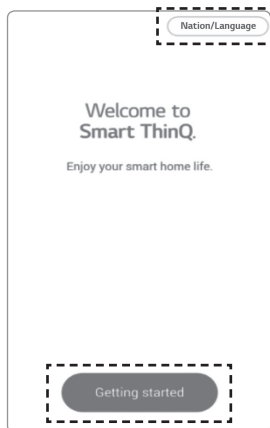 Nation/Language
Welcome to
Smart ThinQ.
Enjoy your smart home life.
Getting started